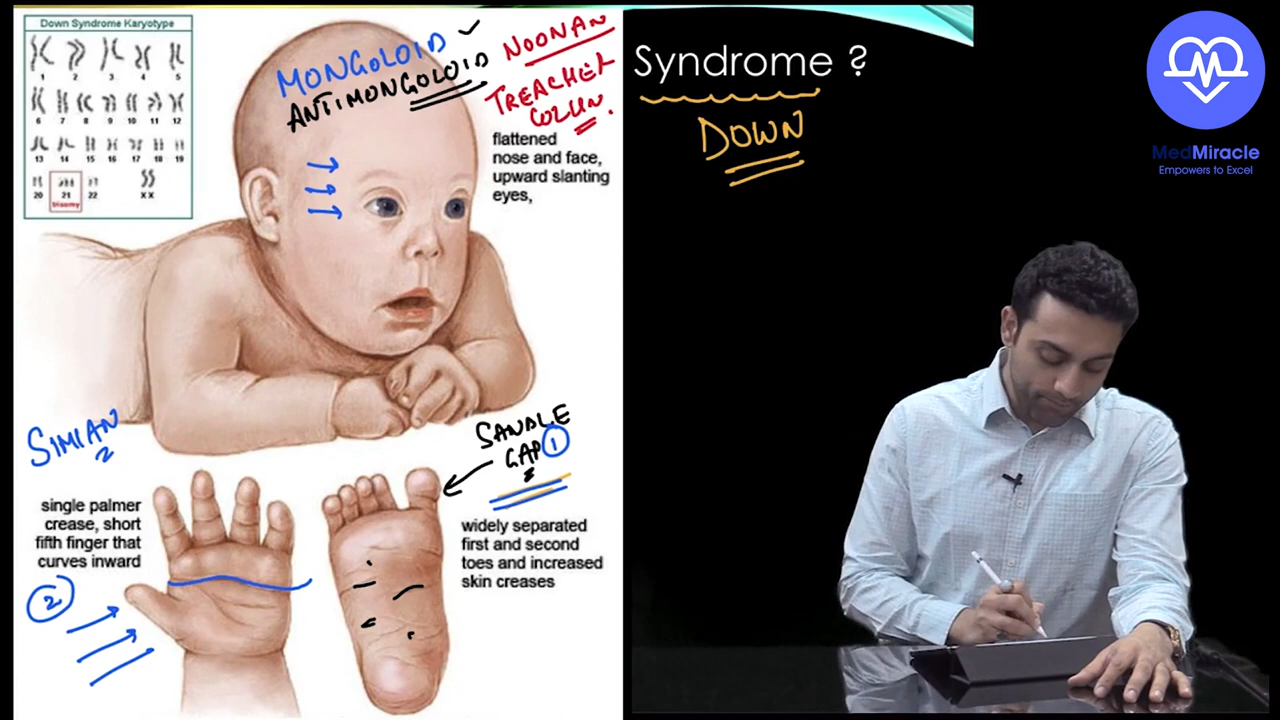 Down Syndrome Karyotype
1 2 3 4 5
6 7 8 9 10 11 12
13 14 15 16 17 18 19
20 21 22 XX
trisomy
MONGOLOID
ANTIMONGOLOID
NOONAN
TREACHER
COLLIN.
flattened
nose and face,
upward slanting
eyes,
SIMIAN
2
SANDLE
GAP 1
single palmer
crease, short
fifth finger that
curves inward
2
widely separated
first and second
toes and increased
skin creases
Syndrome ?
DOWN
MedMiracle
Empowers to Excel